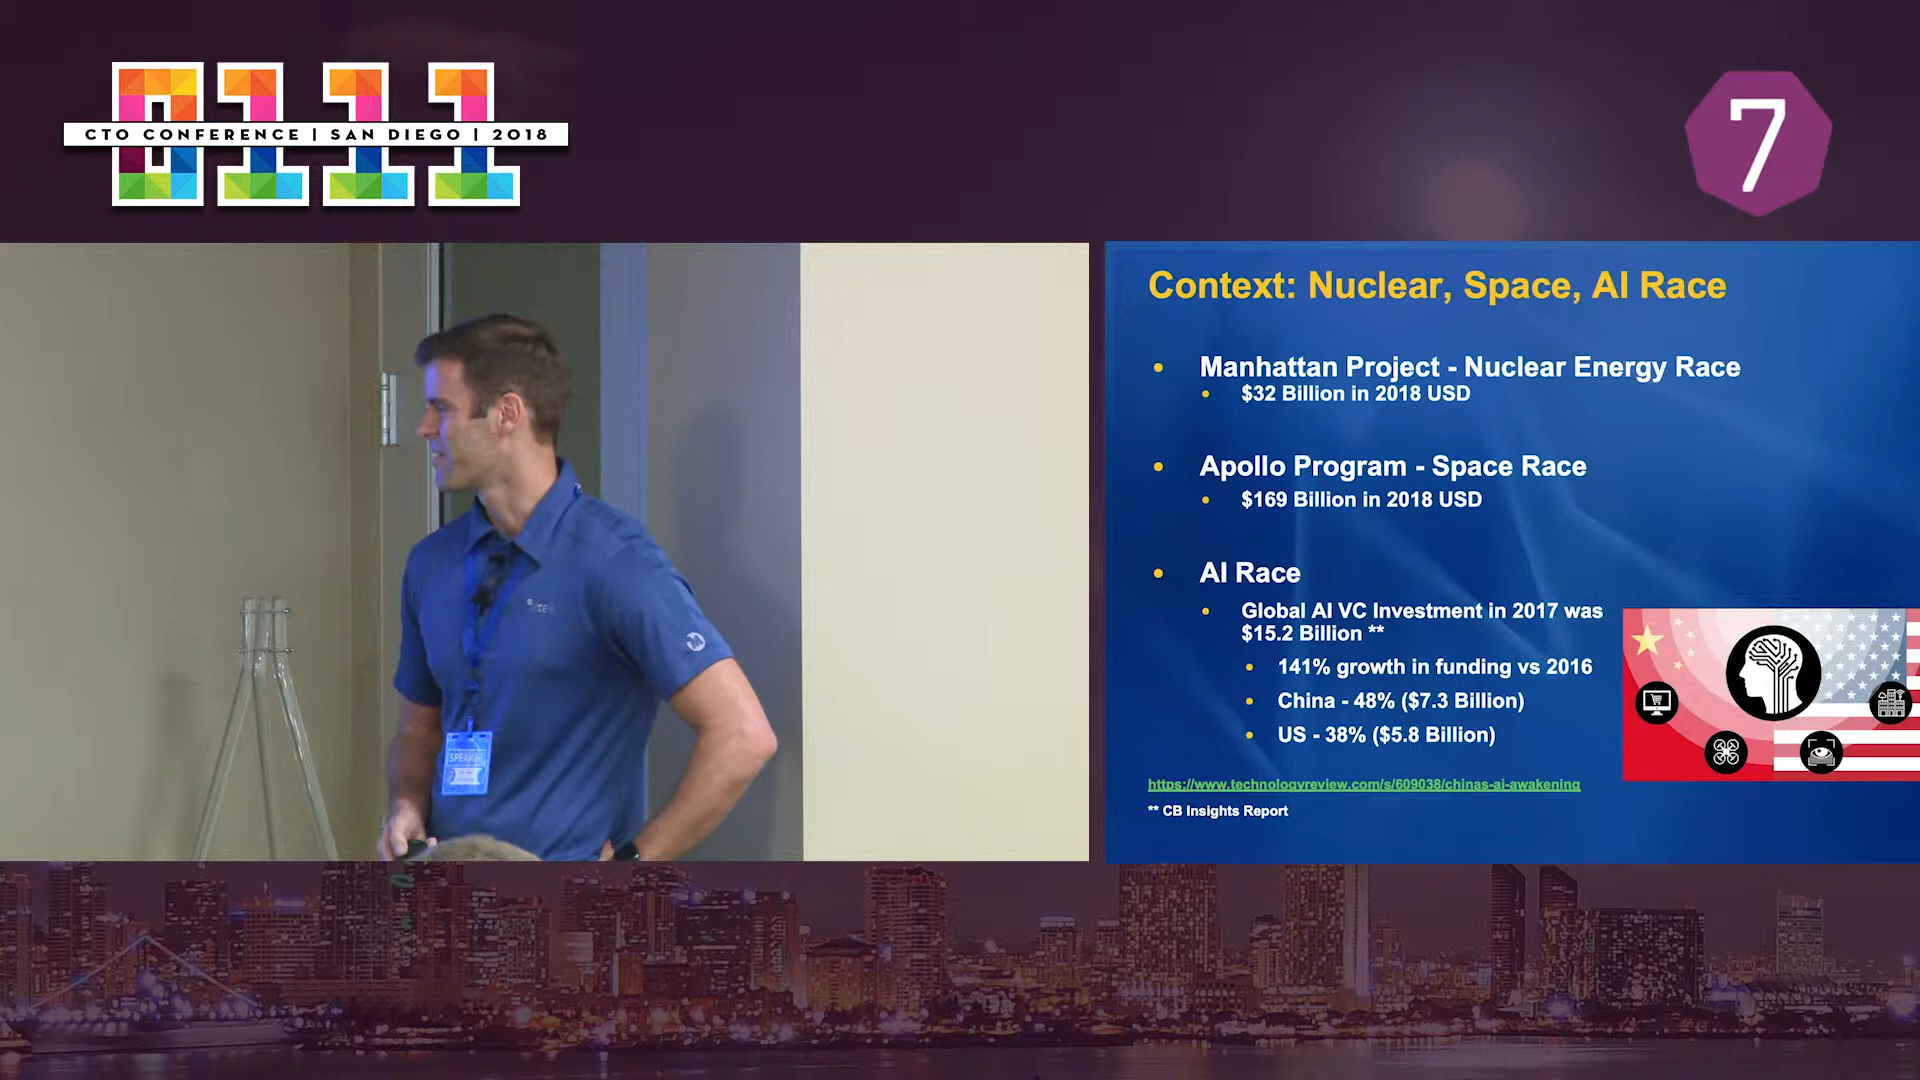 0111
CTO CONFERENCE | SAN DIEGO | 2018
7
SPEAKER
Context: Nuclear, Space, AI Race
• Manhattan Project - Nuclear Energy Race
• $32 Billion in 2018 USD
• Apollo Program - Space Race
• $169 Billion in 2018 USD
• AI Race
• Global AI VC Investment in 2017 was
$15.2 Billion **
• 141% growth in funding vs 2016
• China - 48% ($7.3 Billion)
• US - 38% ($5.8 Billion)
https://www.technologyreview.com/s/609038/chinas-ai-awakening
** CB Insights Report